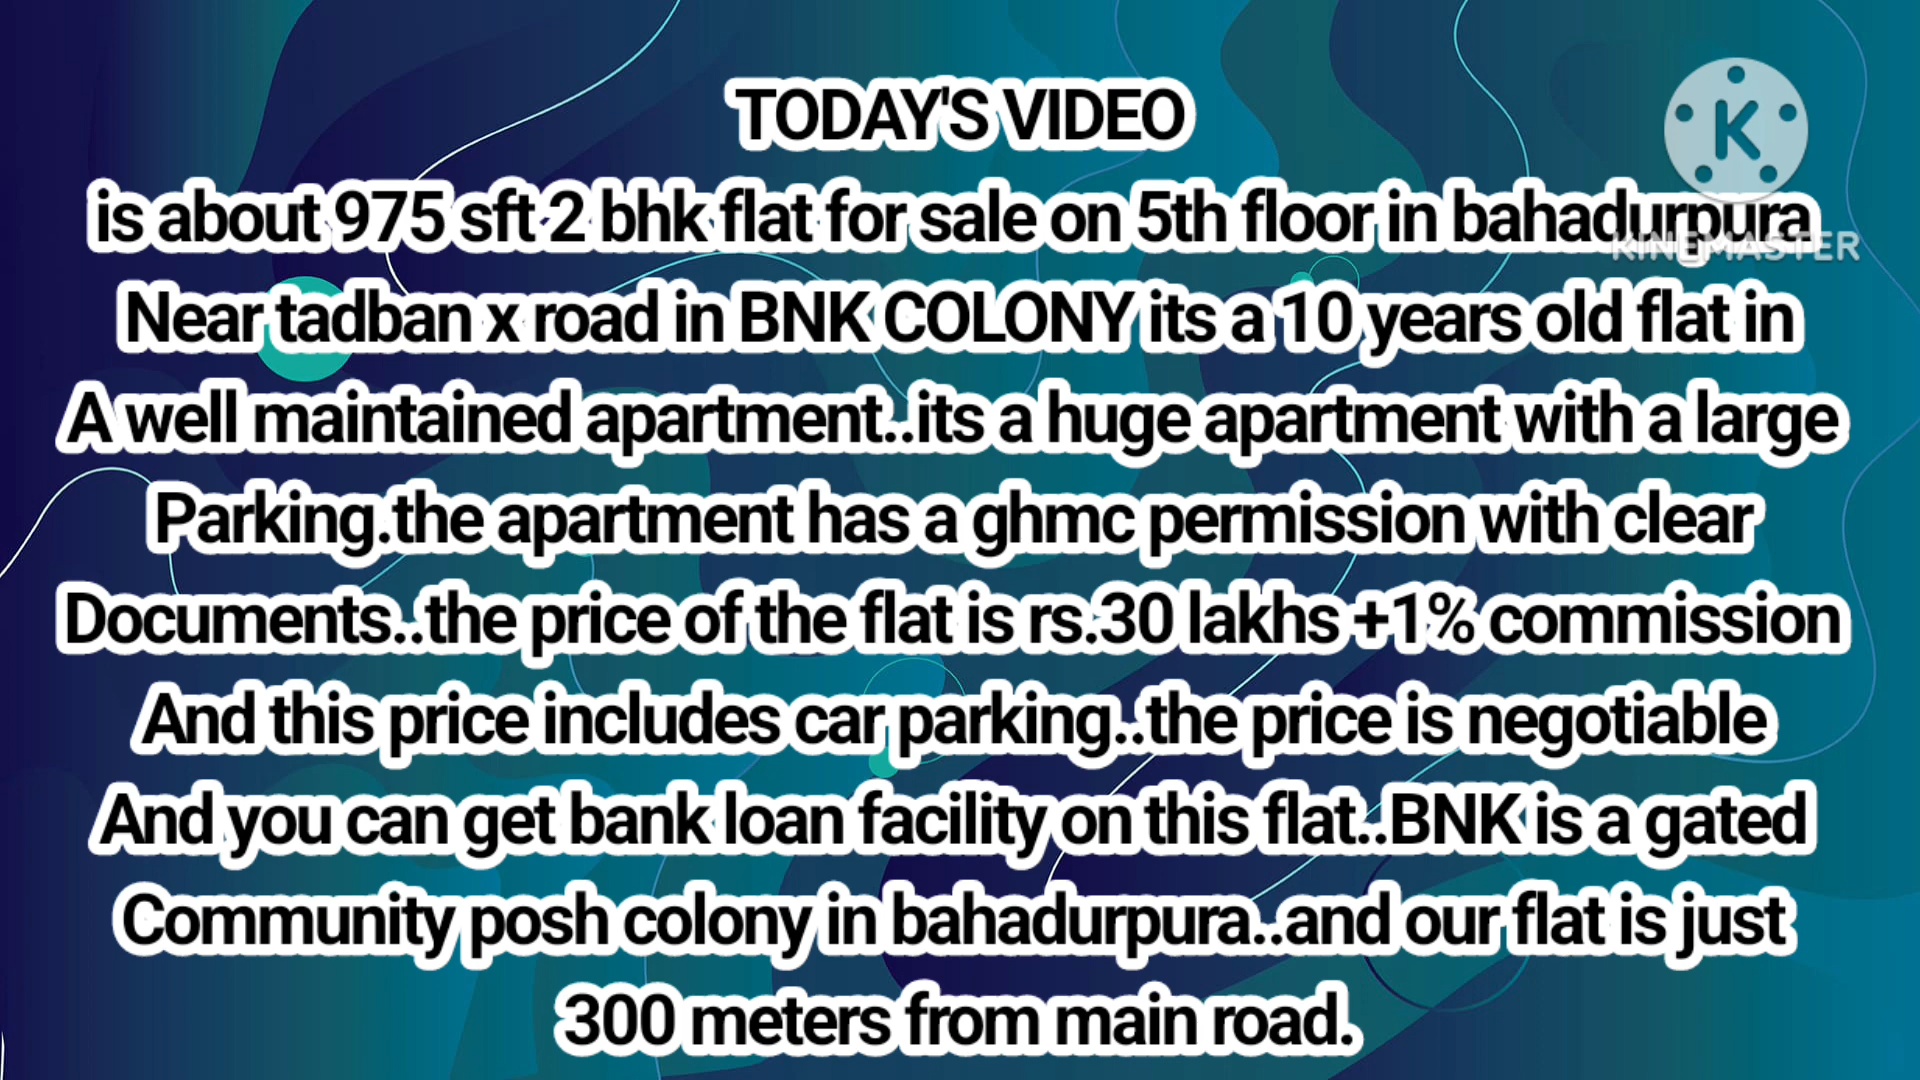 TODAY'S VIDEO
is about 975 sft 2 bhk flat for sale on 5th floor in bahadurpura
KINEMASTER
Near tadban x road in BNK COLONY its a 10 years old flat in
A well maintained apartment..its a huge apartment with a large
Parking.the apartment has a ghmc permission with clear
Documents..the price of the flat is rs.30 lakhs +1% commission
And this price includes car parking..the price is negotiable
And you can get bank loan facility on this flat..BNK is a gated
Community posh colony in bahadurpura..and our flat is just
300 meters from main road.